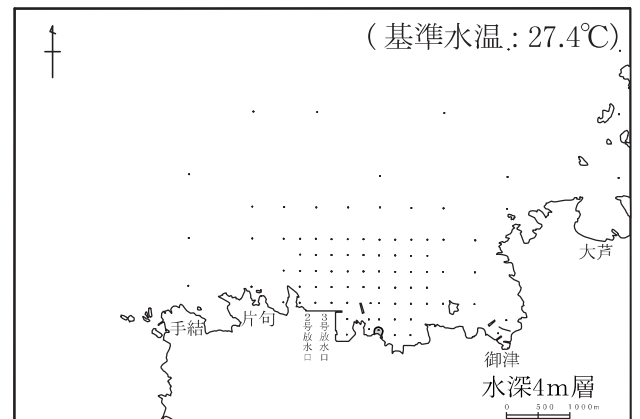 (基準水温:27.4℃)
大芦
手結
片句
2号放水口
3号放水口
御津
水深4m層
0 500 1000m